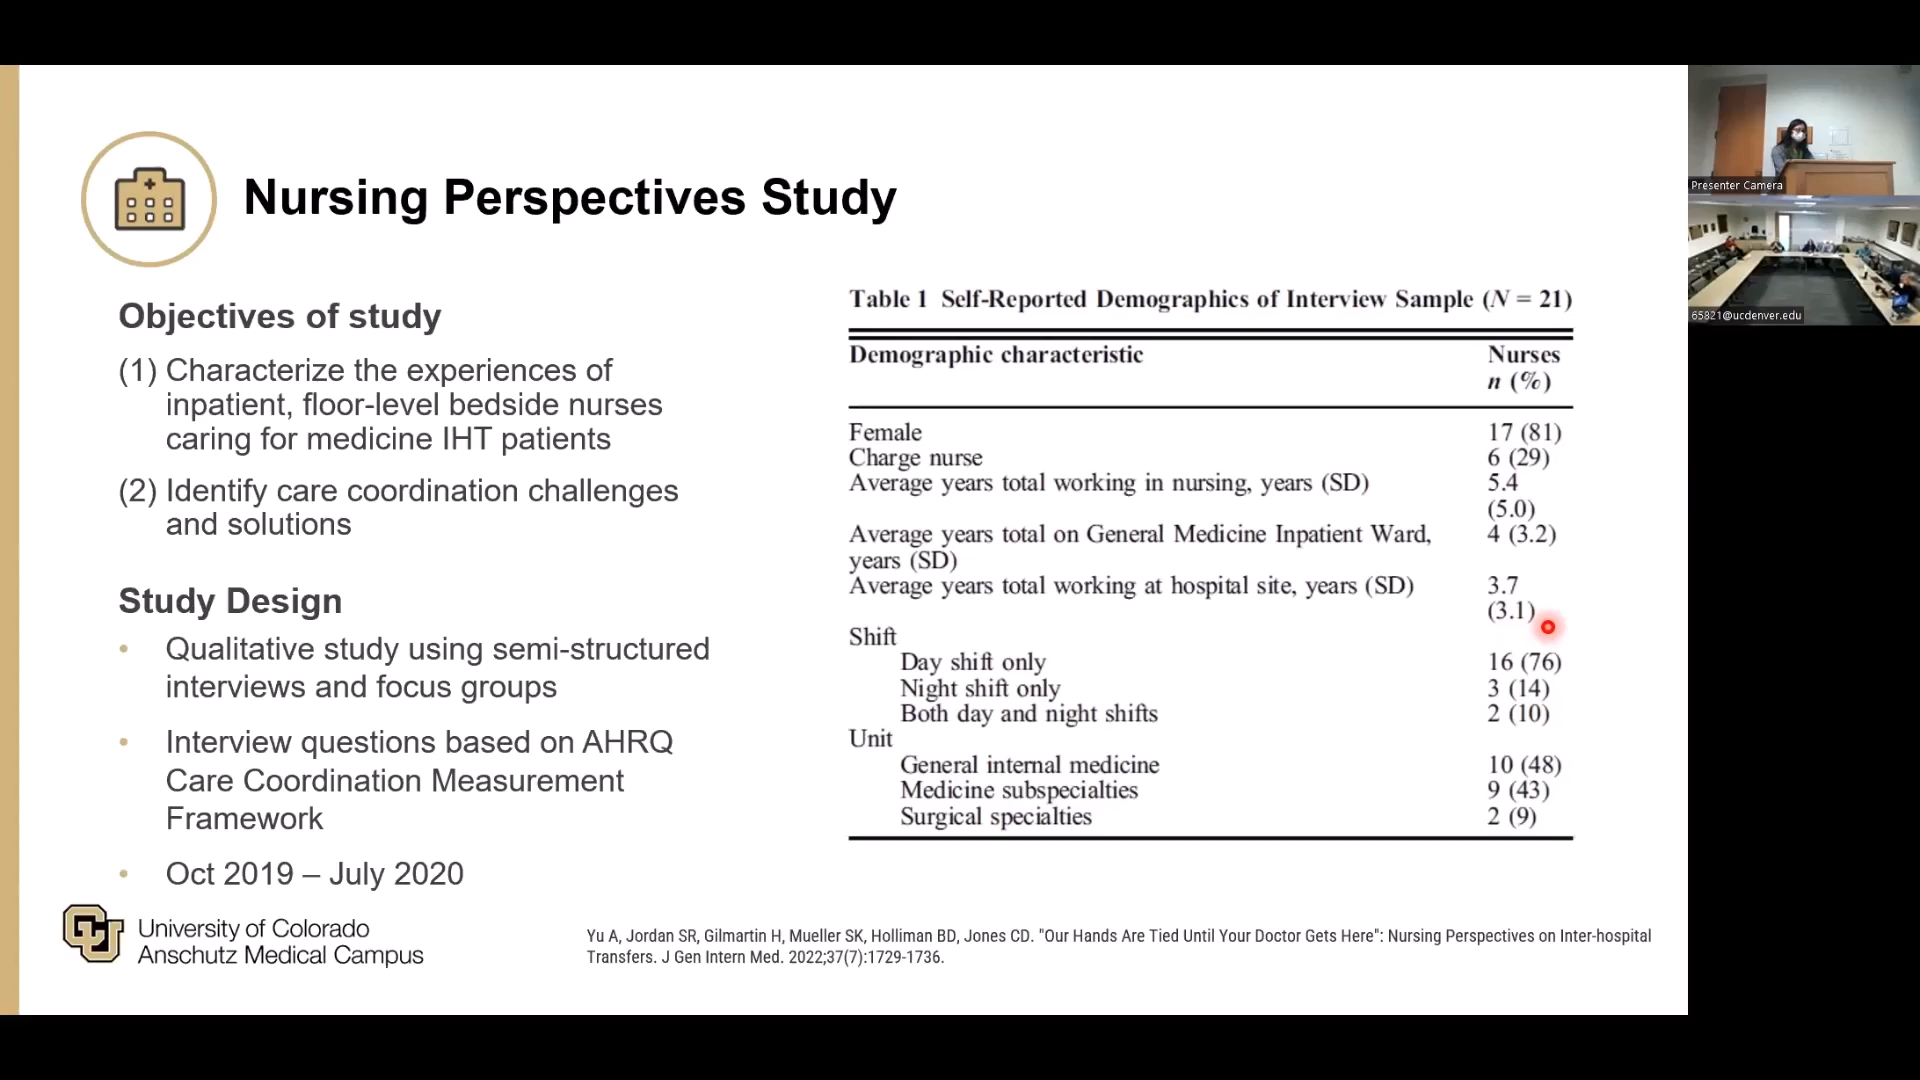 Nursing Perspectives Study
Objectives of study
(1) Characterize the experiences of
inpatient, floor-level bedside nurses
caring for medicine IHT patients
(2) Identify care coordination challenges
and solutions
Study Design
• Qualitative study using semi-structured
interviews and focus groups
• Interview questions based on AHRQ
Care Coordination Measurement
Framework
• Oct 2019 – July 2020
Table 1 Self-Reported Demographics of Interview Sample (N = 21)
Demographic characteristic Nurses
n (%)
Female 17 (81)
Charge nurse 6 (29)
Average years total working in nursing, years (SD) 5.4
(5.0)
Average years total on General Medicine Inpatient Ward, 4 (3.2)
years (SD)
Average years total working at hospital site, years (SD) 3.7
(3.1)
Shift
Day shift only 16 (76)
Night shift only 3 (14)
Both day and night shifts 2 (10)
Unit
General internal medicine 10 (48)
Medicine subspecialties 9 (43)
Surgical specialties 2 (9)
CU
University of Colorado
Anschutz Medical Campus
Yu A, Jordan SR, Gilmartin H, Mueller SK, Holliman BD, Jones CD. "Our Hands Are Tied Until Your Doctor Gets Here": Nursing Perspectives on Inter-hospital
Transfers. J Gen Intern Med. 2022;37(7):1729-1736.
Presenter Camera
65821@ucdenver.edu